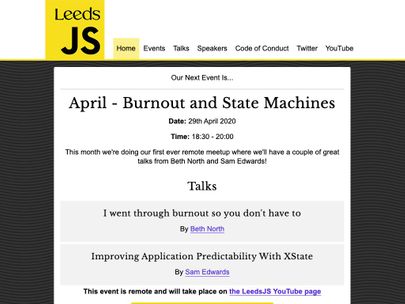 Leeds
JS
Home Events Talks Speakers Code of Conduct Twitter YouTube
Our Next Event Is...
April - Burnout and State Machines
Date: 29th April 2020
Time: 18:30 - 20:00
This month we're doing our first ever remote meetup where we'll have a couple of great
talks from Beth North and Sam Edwards!
Talks
I went through burnout so you don't have to
By Beth North
Improving Application Predictability With XState
By Sam Edwards
This event is remote and will take place on the LeedsJS YouTube page